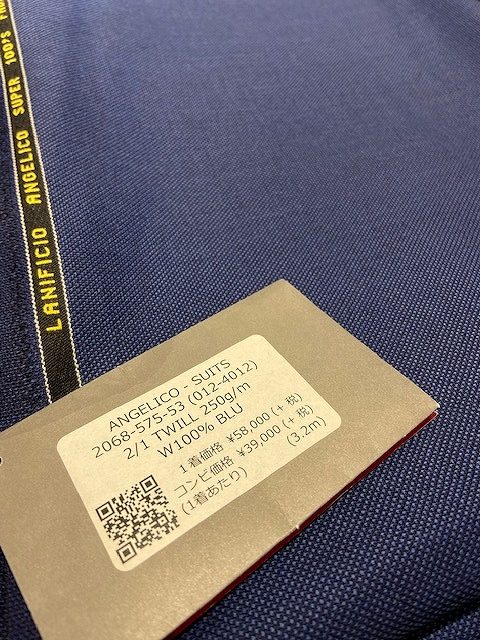 LANIFICIO ANGELICO SUPER 100'S
ANGELICO - SUITS
2068-575-53 (012-4012)
2/1 TWILL 250g/m
W100% BLU
1着価格 ¥58,000 (+ 税)
コンビ価格 ¥39,000 (+ 税)
(1着あたり) (3.2m)